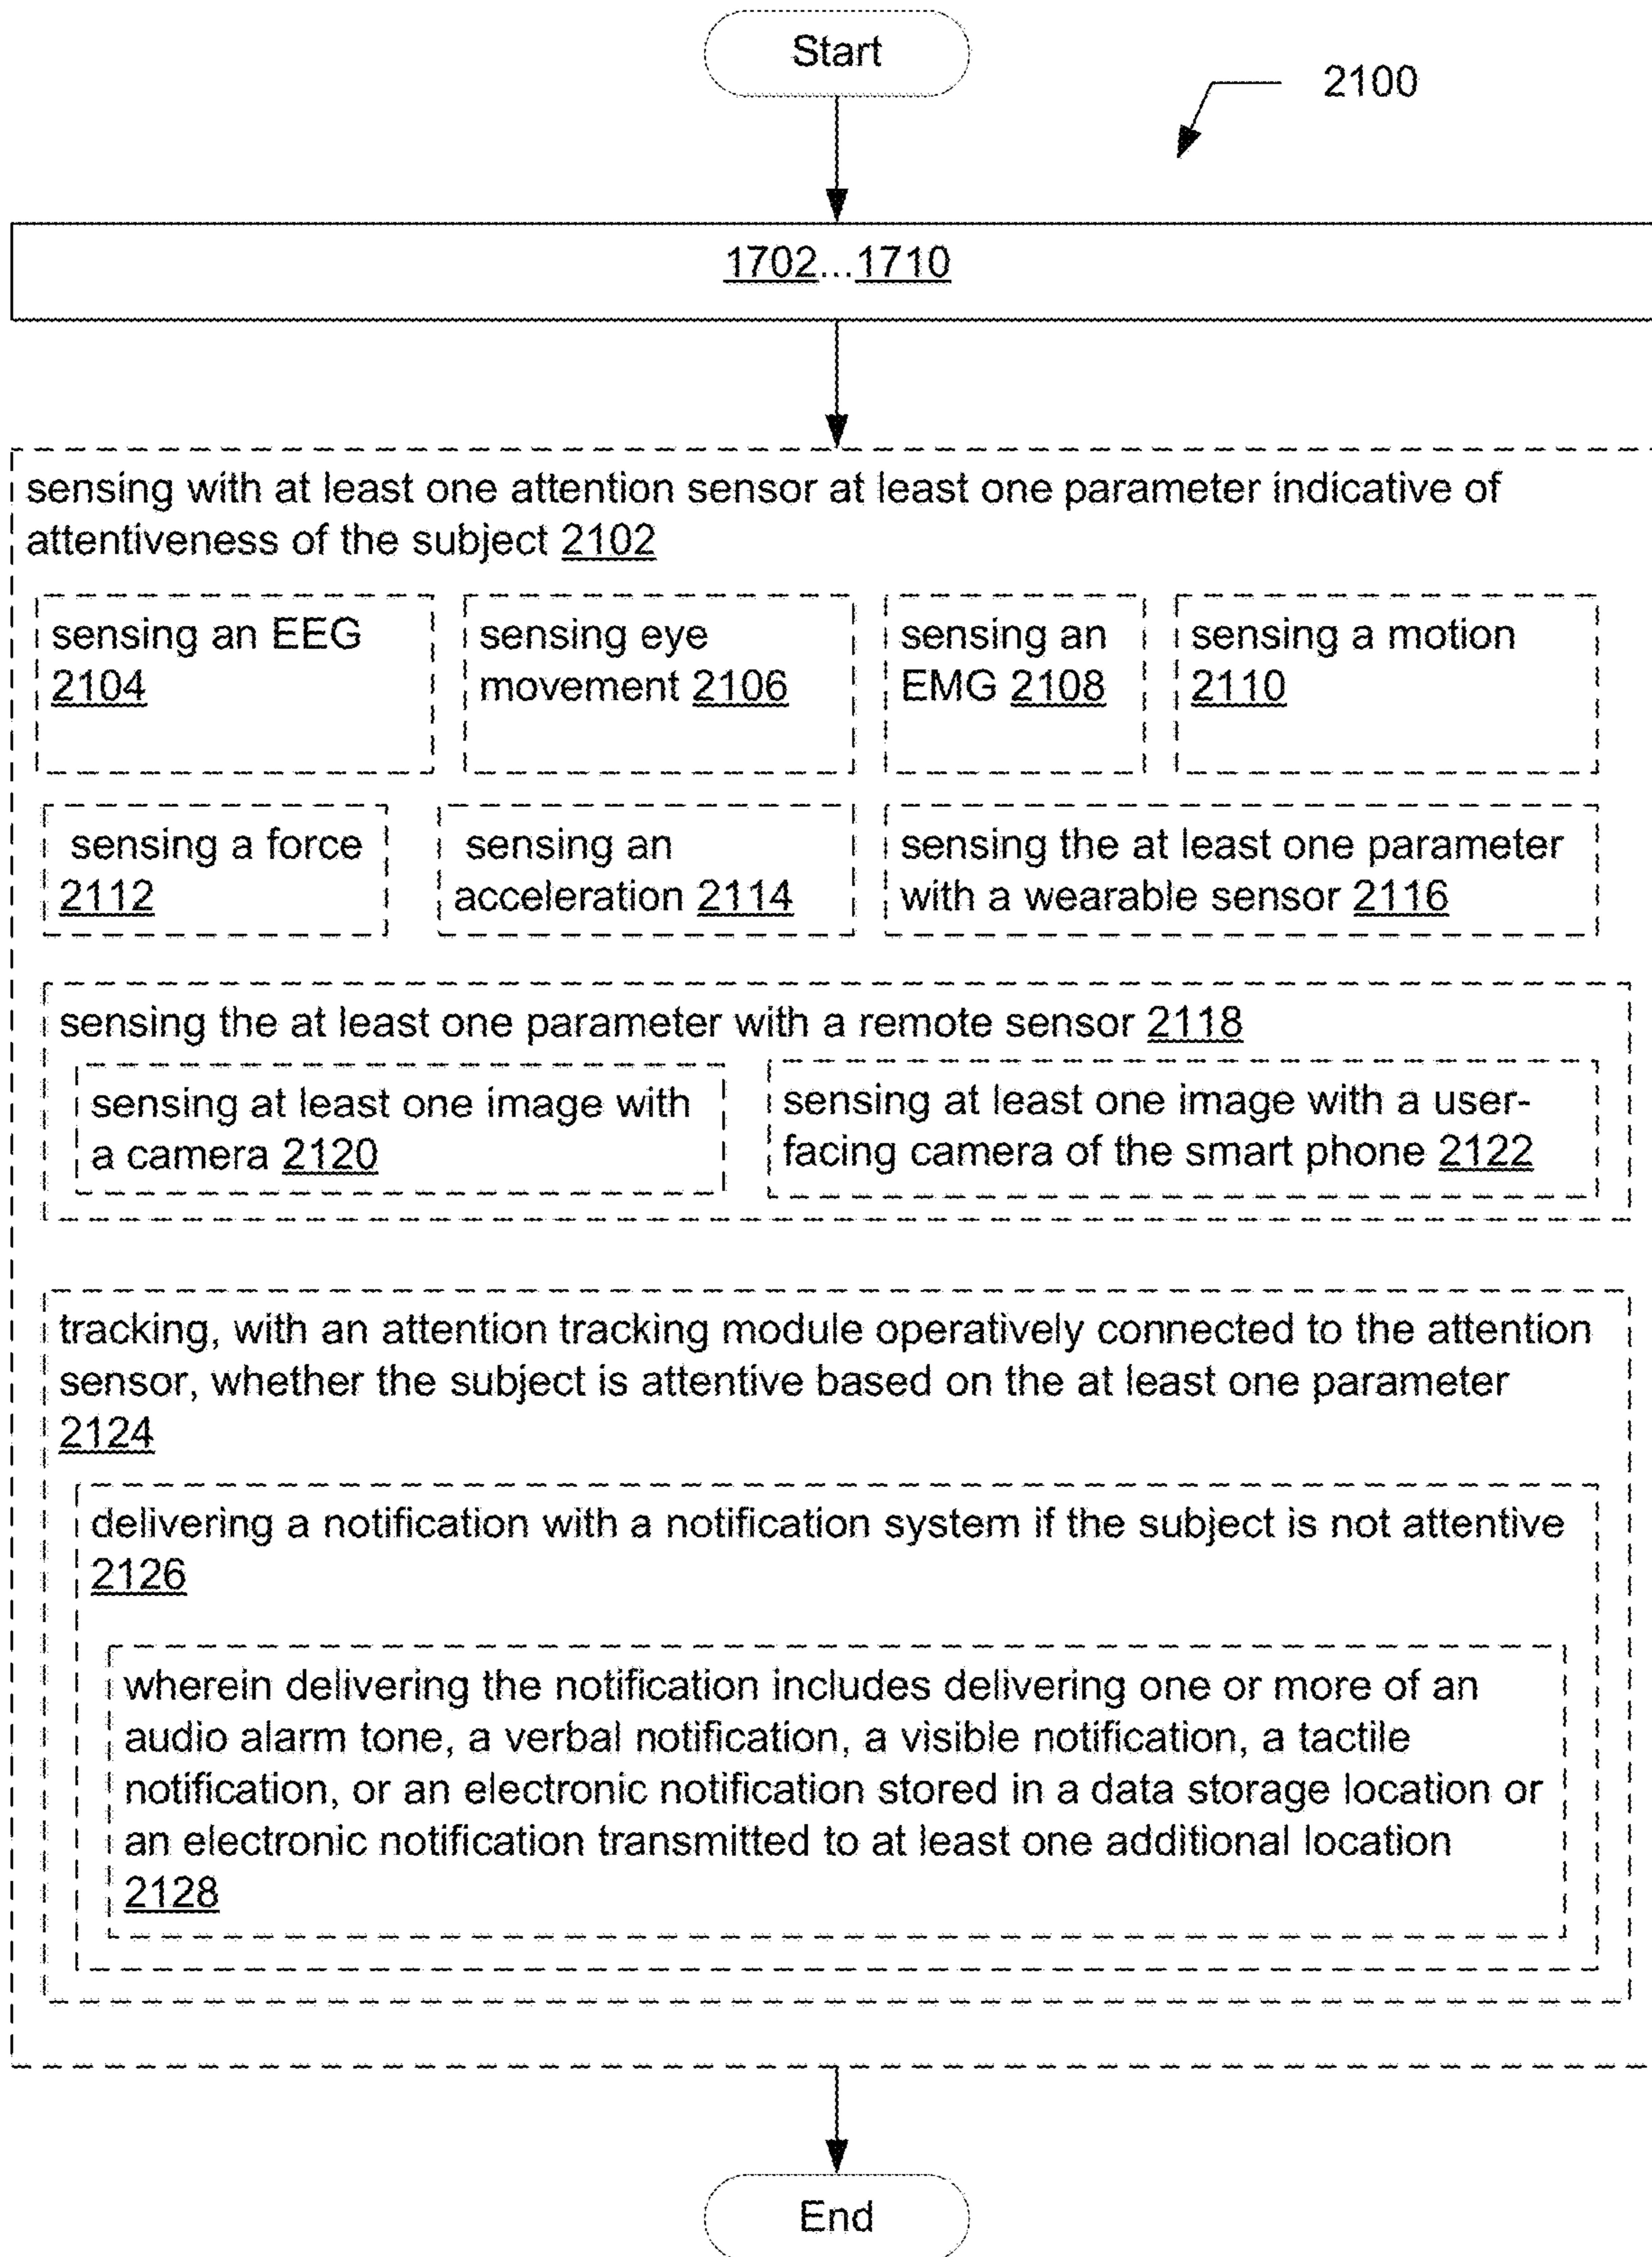 Start
2100
1702...1710
sensing with at least one attention sensor at least one parameter indicative of
attentiveness of the subject 2102
sensing an EEG
2104
sensing eye
movement 2106
sensing an
EMG 2108
sensing a motion
2110
sensing a force
2112
sensing an
acceleration 2114
sensing the at least one parameter
with a wearable sensor 2116
sensing the at least one parameter with a remote sensor 2118
sensing at least one image with
a camera 2120
sensing at least one image with a user-
facing camera of the smart phone 2122
tracking, with an attention tracking module operatively connected to the attention
sensor, whether the subject is attentive based on the at least one parameter
2124
delivering a notification with a notification system if the subject is not attentive
2126
wherein delivering the notification includes delivering one or more of an
audio alarm tone, a verbal notification, a visible notification, a tactile
notification, or an electronic notification stored in a data storage location or
an electronic notification transmitted to at least one additional location
2128
End